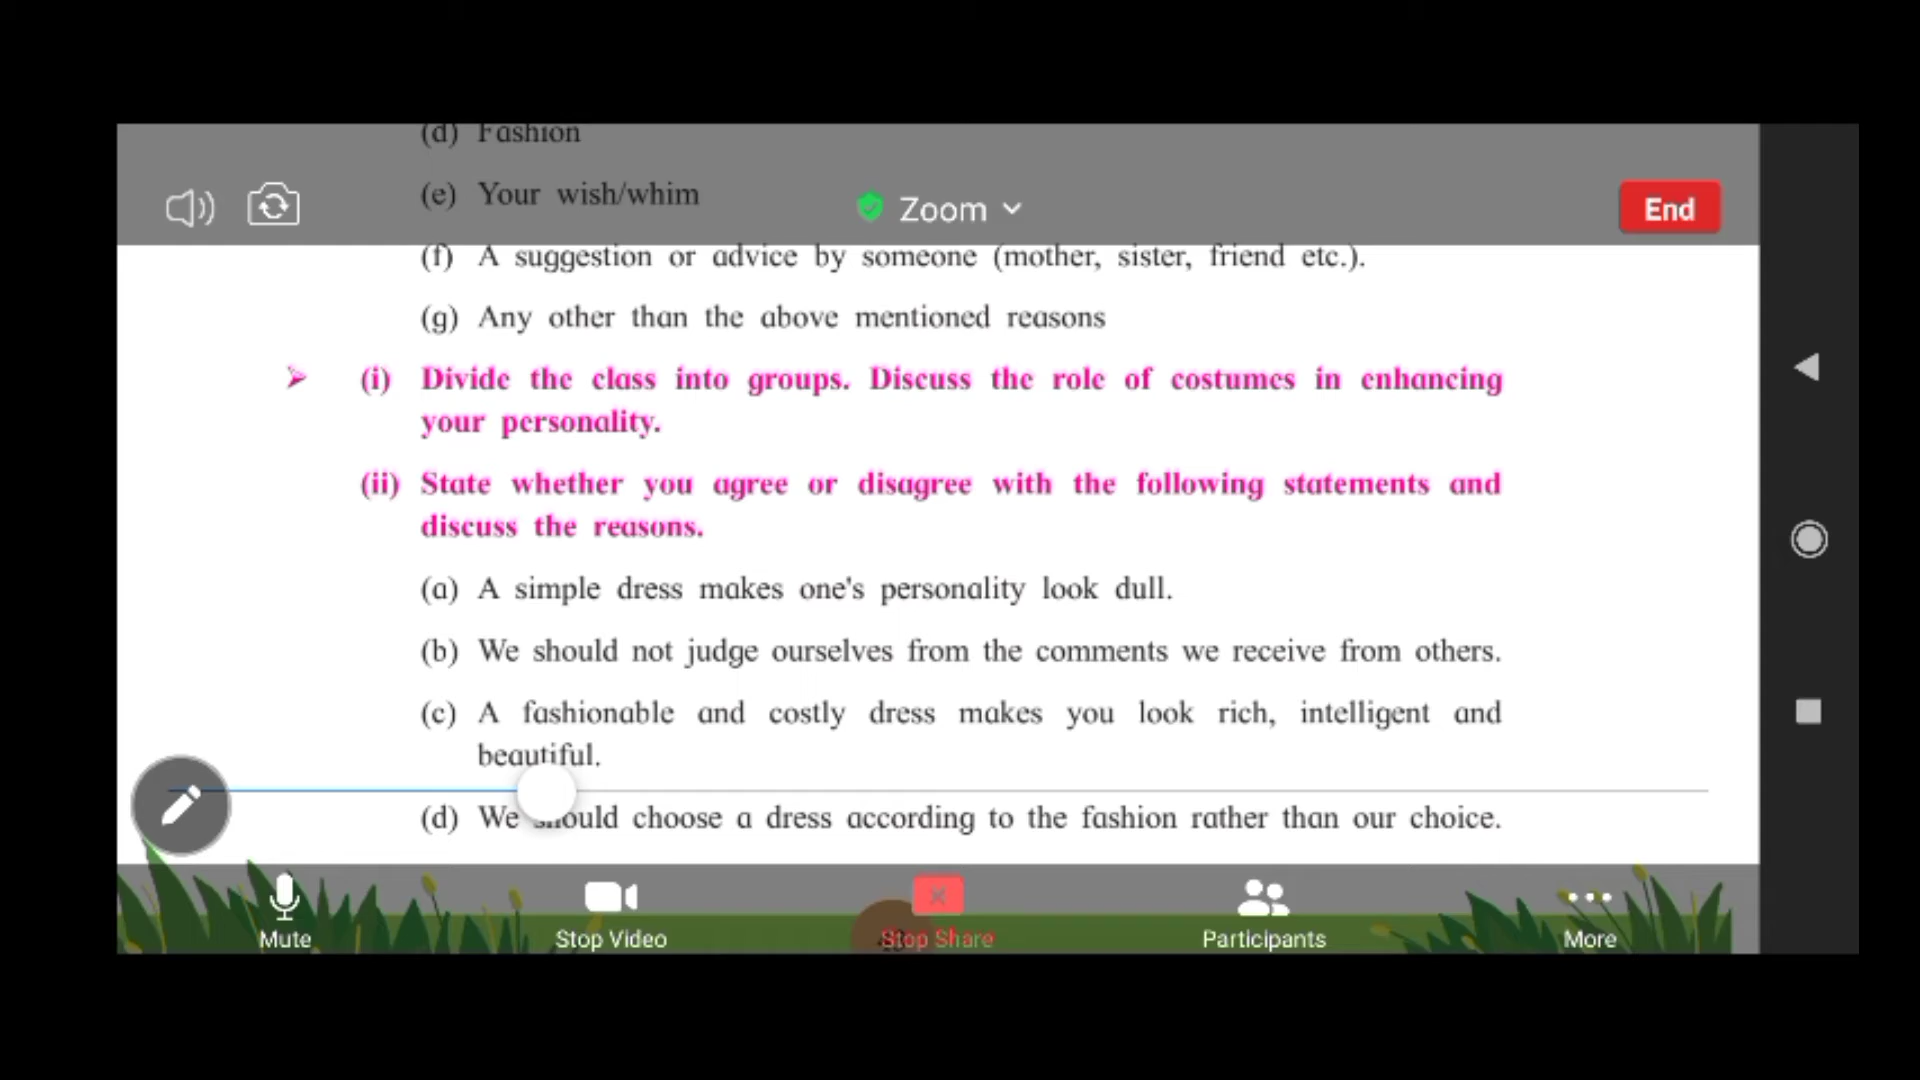 (d) Fashion
(e) Your wish/whim
Zoom
End
(f) A suggestion or advice by someone (mother, sister, friend etc.).
(g) Any other than the above mentioned reasons
(i) Divide the class into groups. Discuss the role of costumes in enhancing
your personality.
(ii) State whether you agree or disagree with the following statements and
discuss the reasons.
(a) A simple dress makes one's personality look dull.
(b) We should not judge ourselves from the comments we receive from others.
(c) A fashionable and costly dress makes you look rich, intelligent and
beautiful.
(d) We should choose a dress according to the fashion rather than our choice.
Mute
Stop Video
Stop Share
Participants
More